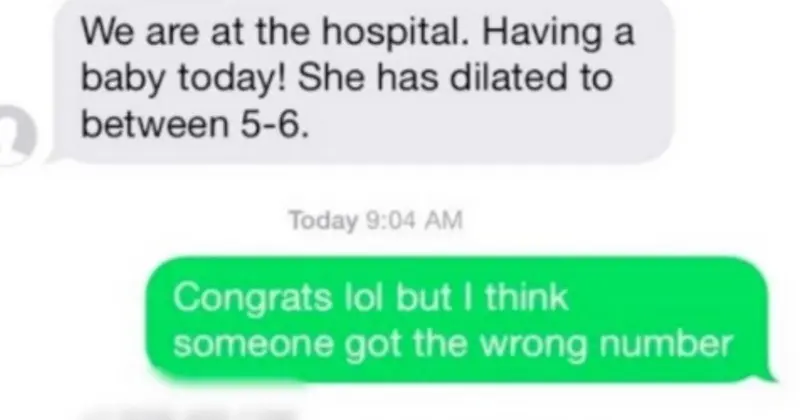 We are at the hospital. Having a
baby today! She has dilated to
between 5-6.
Today 9:04 AM
Congrats lol but I think
someone got the wrong number